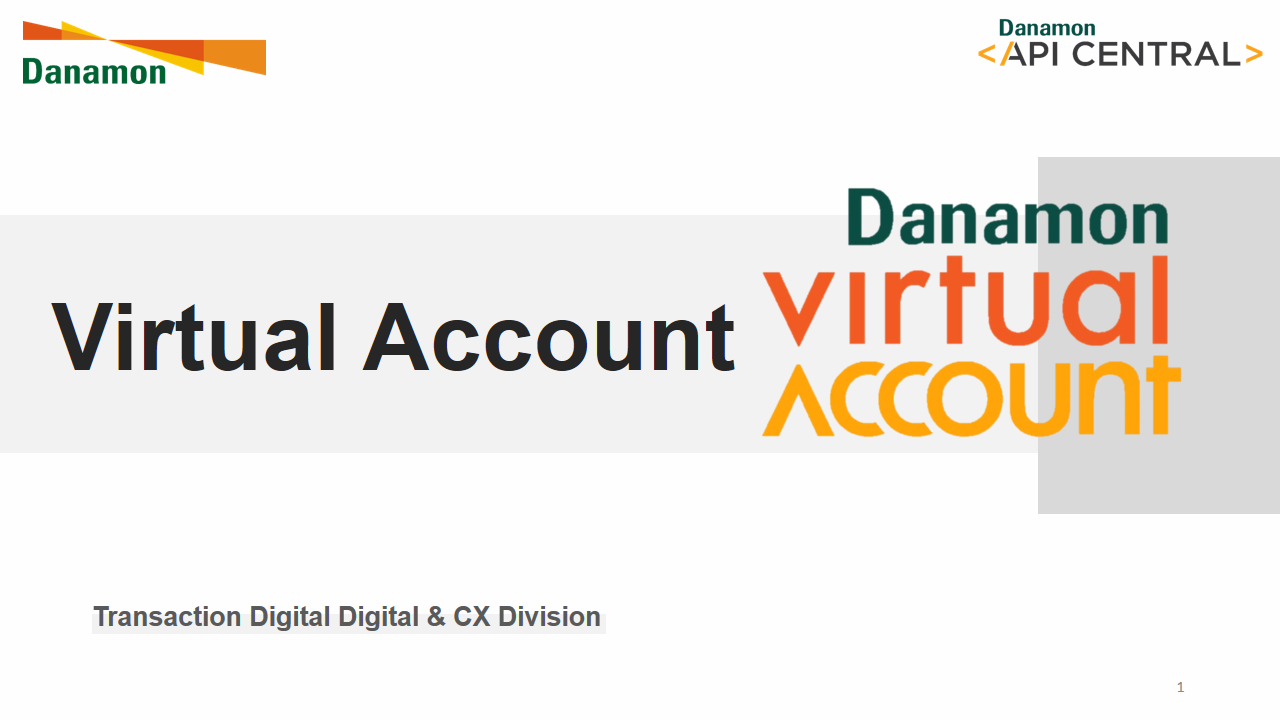 Danamon
Danamon
<API CENTRAL>
Danamon
virtual
Account
Virtual Account
Transaction Digital Digital & CX Division
1